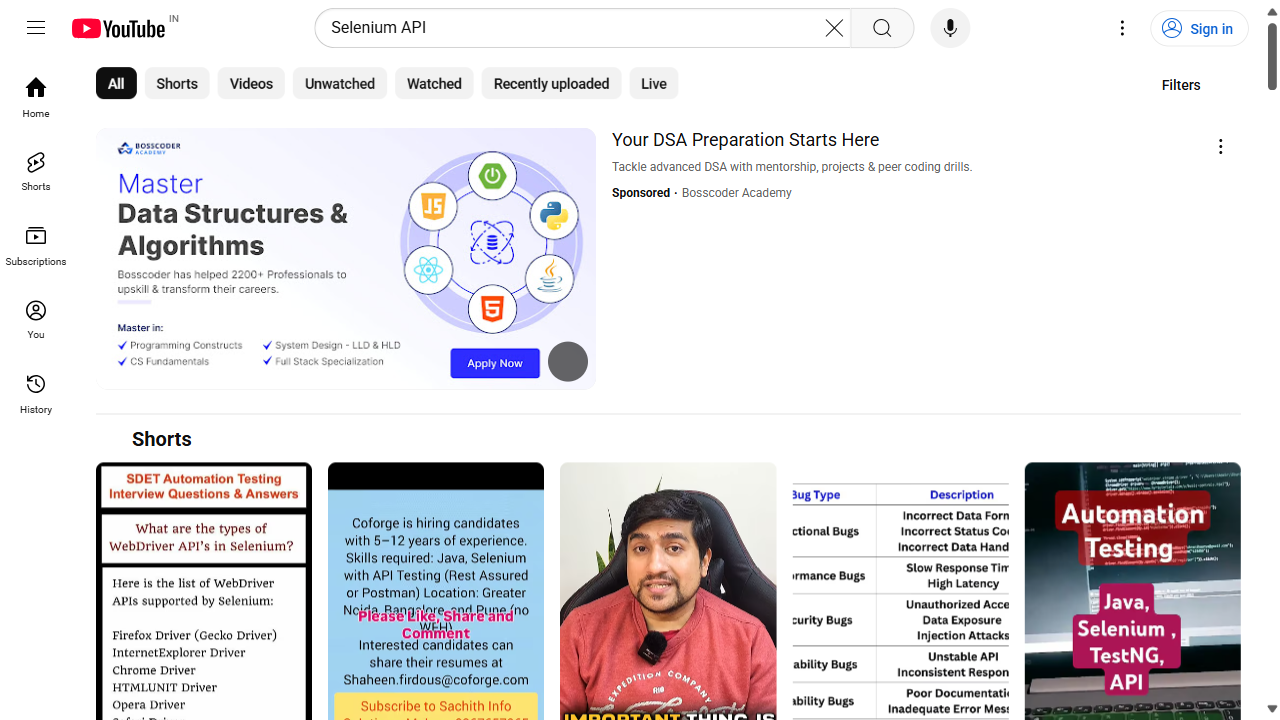 YouTube IN
Selenium API
Sign in
Home
Shorts
Subscriptions
You
History
All
Shorts
Videos
Unwatched
Watched
Recently uploaded
Live
Filters
BOSSCODER
ACADEMY
Master
Data Structures &
Algorithms
Bosscoder has helped 2200+ Professionals to
upskill & transform their careers.
Master in:
Programming Constructs
System Design - LLD & HLD
CS Fundamentals
Full Stack Specialization
Apply Now
JS
5
Your DSA Preparation Starts Here
Tackle advanced DSA with mentorship, projects & peer coding drills.
Sponsored · Bosscoder Academy
Shorts
SDET Automation Testing
Interview Questions & Answers
What are the types of
WebDriver API's in Selenium?
Here is the list of WebDriver
APIs supported by Selenium:
Firefox Driver (Gecko Driver)
InternetExplorer Driver
Chrome Driver
HTMLUNIT Driver
Opera Driver
Coforge is hiring candidates
with 5–12 years of experience.
Skills required: Java, Selenium
with API Testing (Rest Assured
or Postman) Location: Greater
Noida, Bangalore, and Pune (no
WFH)
Please Like, Share and
Comment
Interested candidates can
share their resumes at
Shaheen.firdous@coforge.com
Subscribe to Sachith Info
EXPEDITION COMPANY
IMPORTANT THING IS
Bug Type Description
ctional Bugs
Incorrect Data Form
Incorrect Status Co
Incorrect Data Hand
rmance Bugs
Slow Response Tim
High Latency
curity Bugs
Unauthorized Acce
Data Exposure
Injection Attacks
ability Bugs
Unstable API
Inconsistent Respon
ability Bugs
Poor Documentatio
Inadequate Error Mess
Automation
Testing
Java,
Selenium ,
TestNG,
API